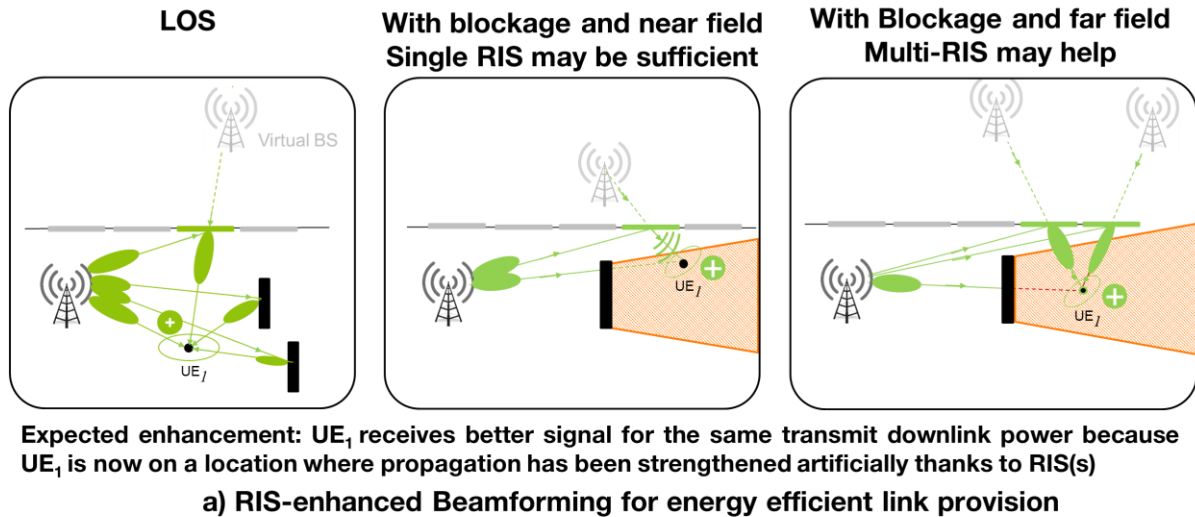 LOS
With blockage and near field
Single RIS may be sufficient
With Blockage and far field
Multi-RIS may help
Virtual BS
+
UE1
+
UE1
+
UE1
Expected enhancement: UE1 receives better signal for the same transmit downlink power because
UE1 is now on a location where propagation has been strengthened artificially thanks to RIS(s)
a) RIS-enhanced Beamforming for energy efficient link provision